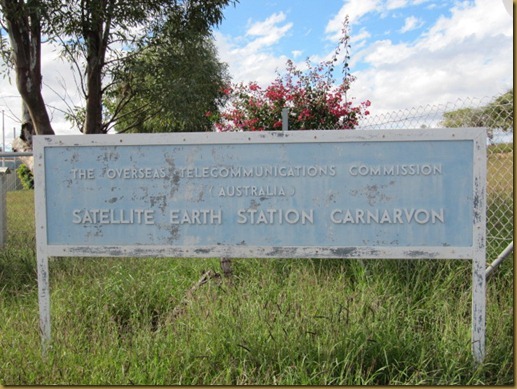 THE OVERSEAS TELECOMMUNICATIONS COMMISSION
(AUSTRALIA)
SATELLITE EARTH STATION CARNARVON